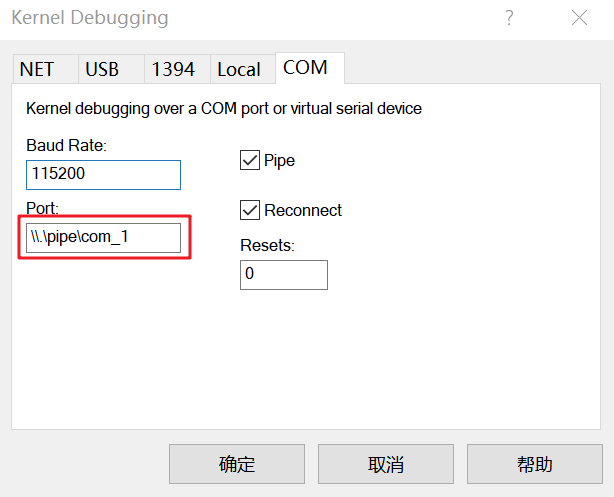 Kernel Debugging
NET USB 1394 Local COM
Kernel debugging over a COM port or virtual serial device
Baud Rate:
115200
Pipe
Port:
Reconnect
\\.\pipe\com_1
Resets:
0
确定 取消 帮助